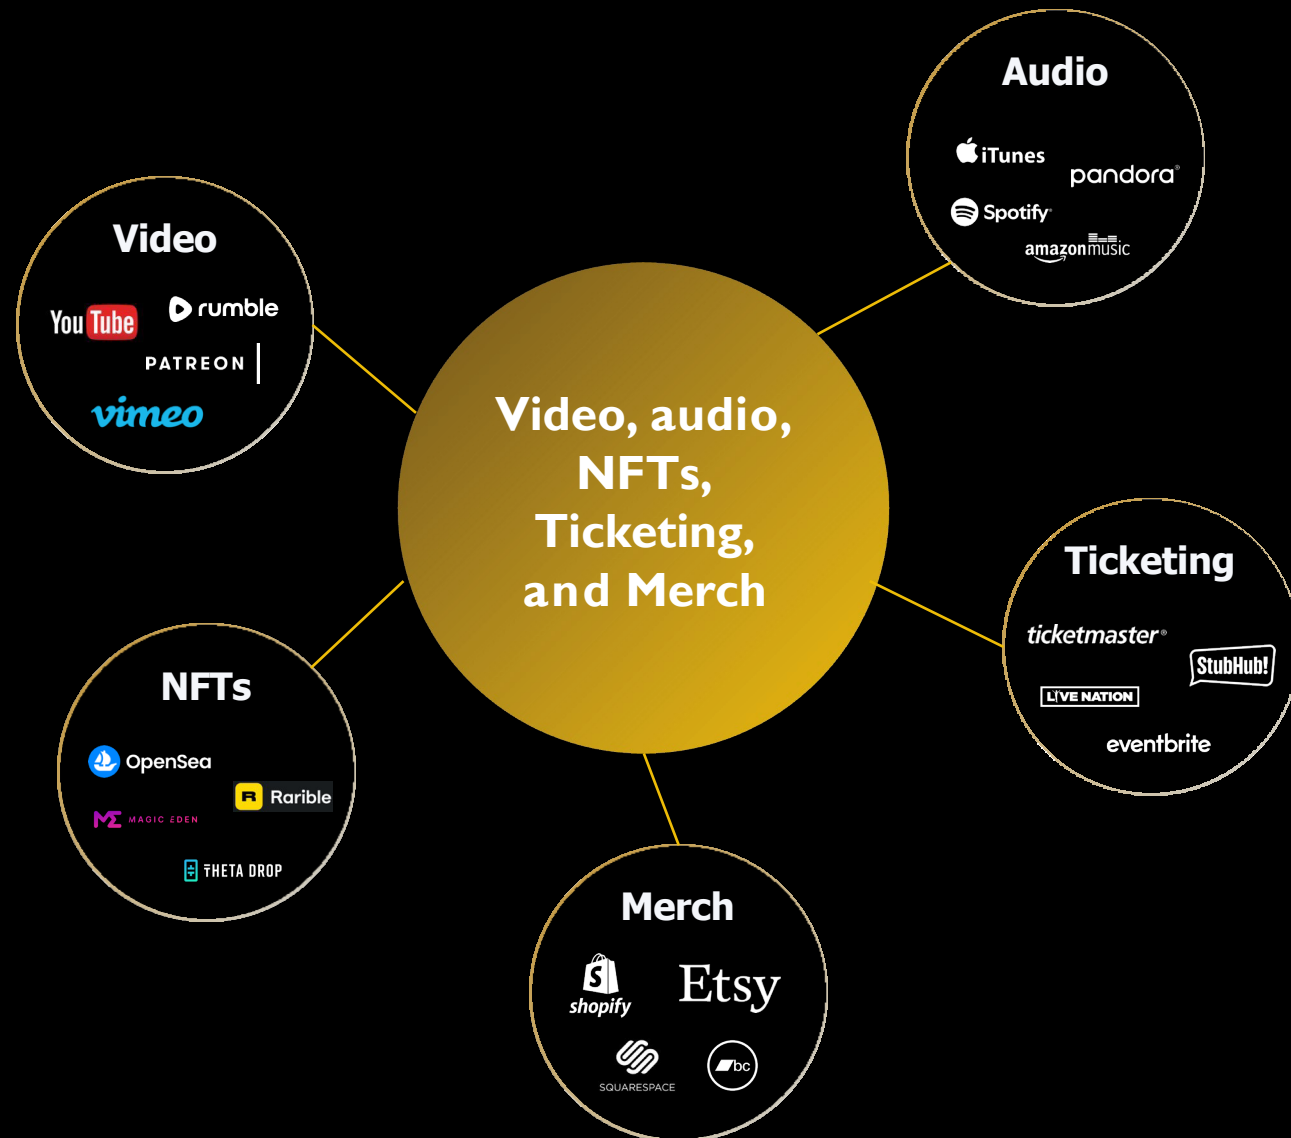 Audio
iTunes
pandora®
Spotify®
amazon music
Video
YouTube
rumble
PATREON
vimeo
Video, audio,
NFTs,
Ticketing,
and Merch
Ticketing
ticketmaster®
StubHub!
LIVE NATION
eventbrite
NFTs
OpenSea
R Rarible
ME MAGIC EDEN
THETA DROP
Merch
S
shopify
Etsy
SQUARESPACE
bc